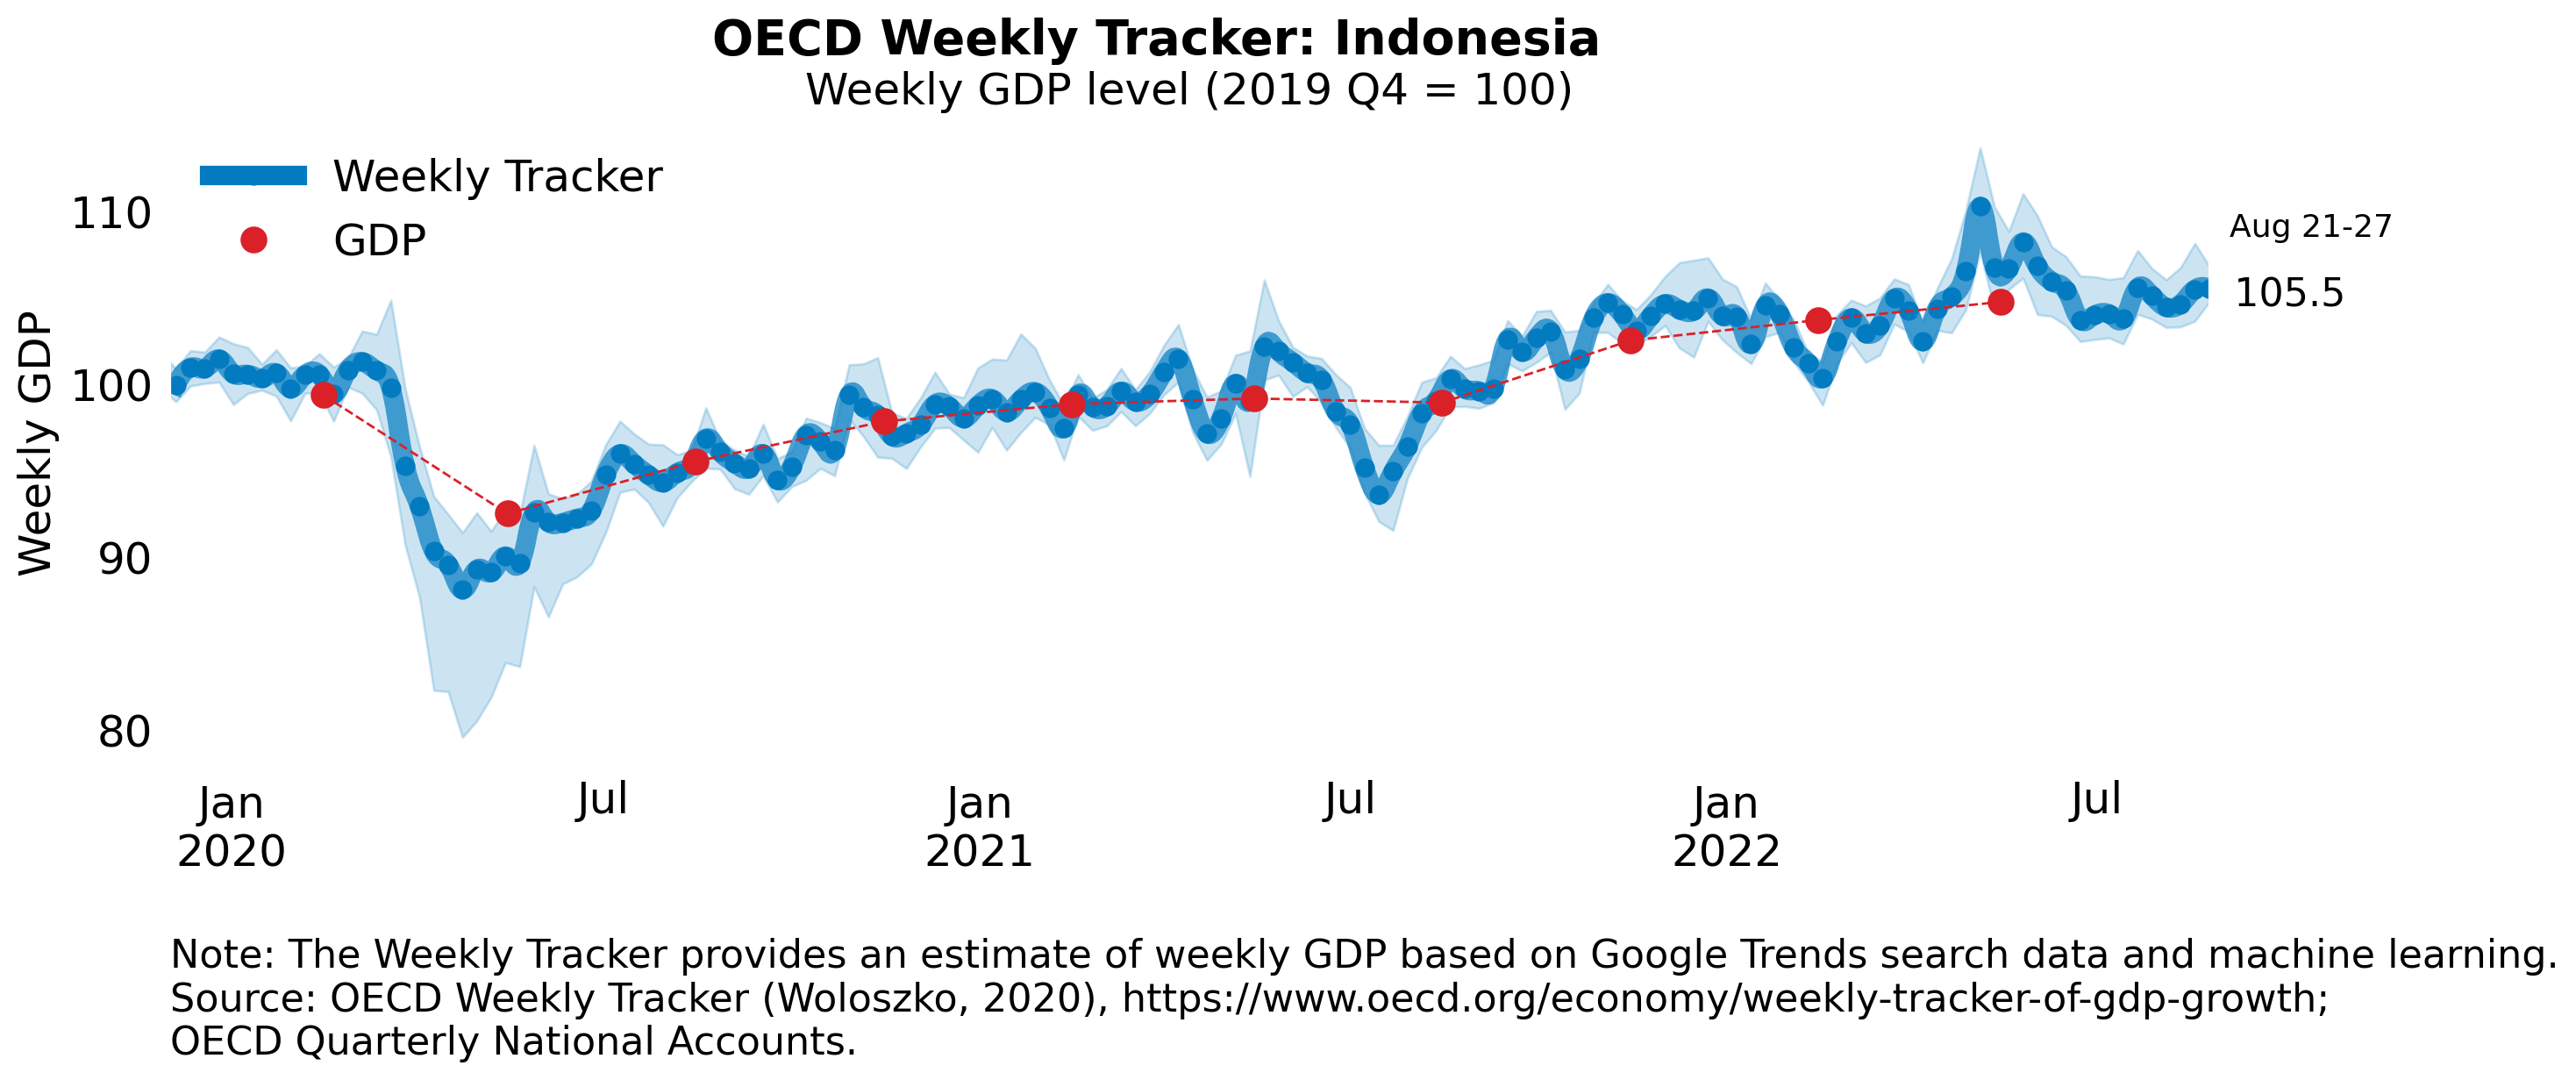 OECD Weekly Tracker: Indonesia
Weekly GDP level (2019 Q4 = 100)
Weekly Tracker
GDP
Weekly GDP
110
100
90
80
Aug 21-27
105.5
Jan
2020
Jul
Jan
2021
Jul
Jan
2022
Jul
Note: The Weekly Tracker provides an estimate of weekly GDP based on Google Trends search data and machine learning.
Source: OECD Weekly Tracker (Woloszko, 2020), https://www.oecd.org/economy/weekly-tracker-of-gdp-growth;
OECD Quarterly National Accounts.